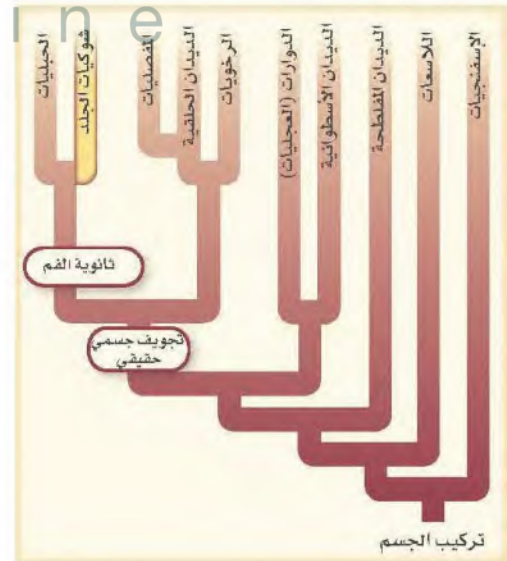 i n e
الإسفنجيات
اللاسعات
الديدان المفلطحة
الديدان الأسطوانية
الدوارات (العجليات)
الرخويات
الديدان الحلقية
المفصليات
شوكيات الجلد
الحبليات
ثانوية الفم
تجويف جسمي
حقيقي
تركيب الجسم